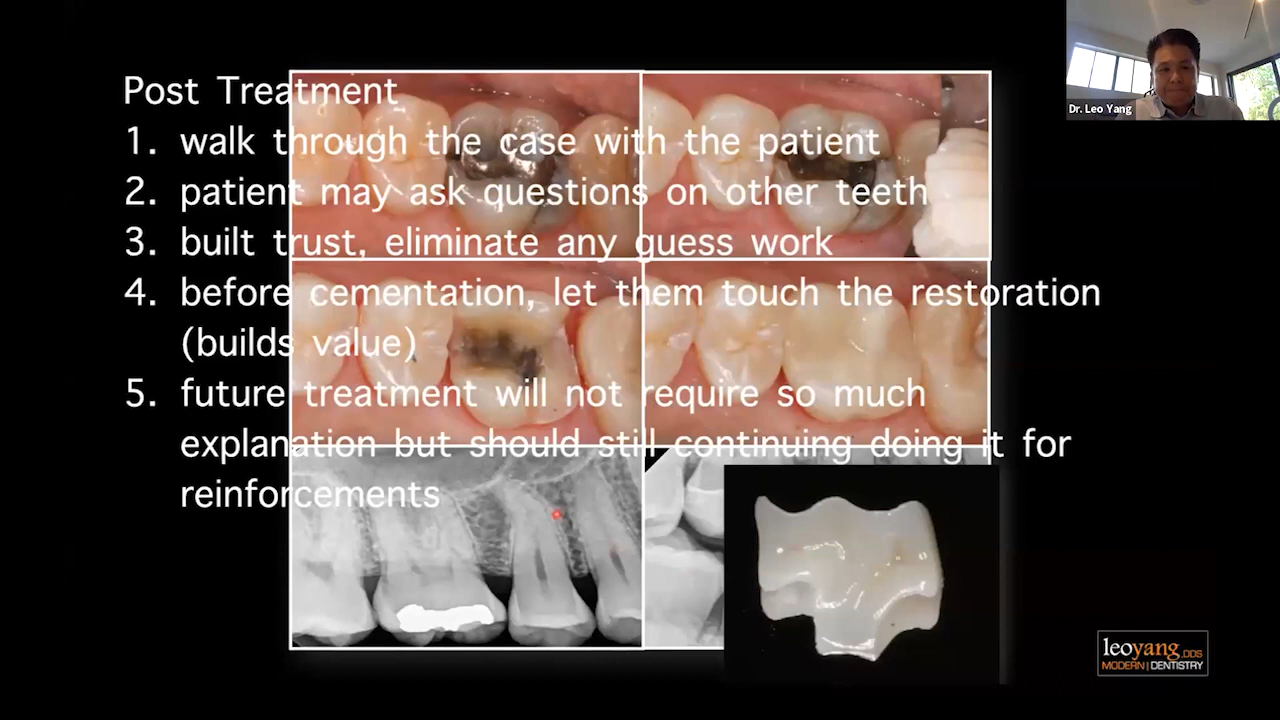 Post Treatment
1. walk through the case with the patient
2. patient may ask questions on other teeth
3. built trust, eliminate any guess work
4. before cementation, let them touch the restoration
(builds value)
5. future treatment will not require so much
explanation but should still continuing doing it for
reinforcements
Dr. Leo Yang
leoyang.DDS
MODERN | DENTISTRY